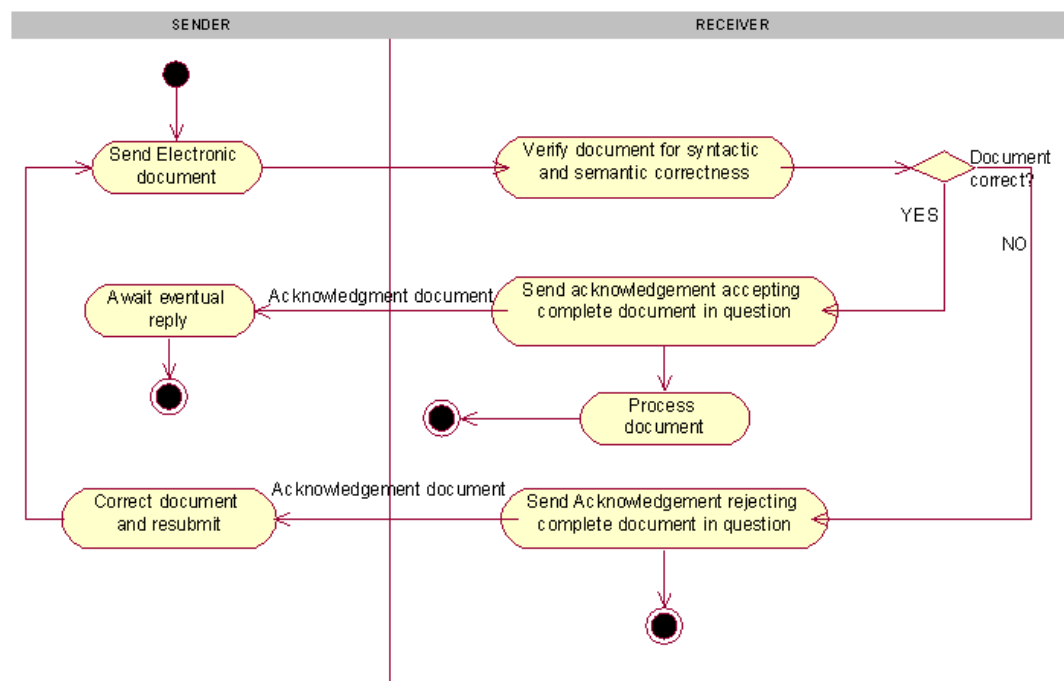 SENDER
RECEIVER
Send Electronic
document
Verify document for syntactic
and semantic correctness
Document
correct?
YES
NO
Await eventual
reply
Acknowledgment document
Send acknowledgement accepting
complete document in question
Process
document
Correct document
and resubmit
Acknowledgement document
Send Acknowledgement rejecting
complete document in question